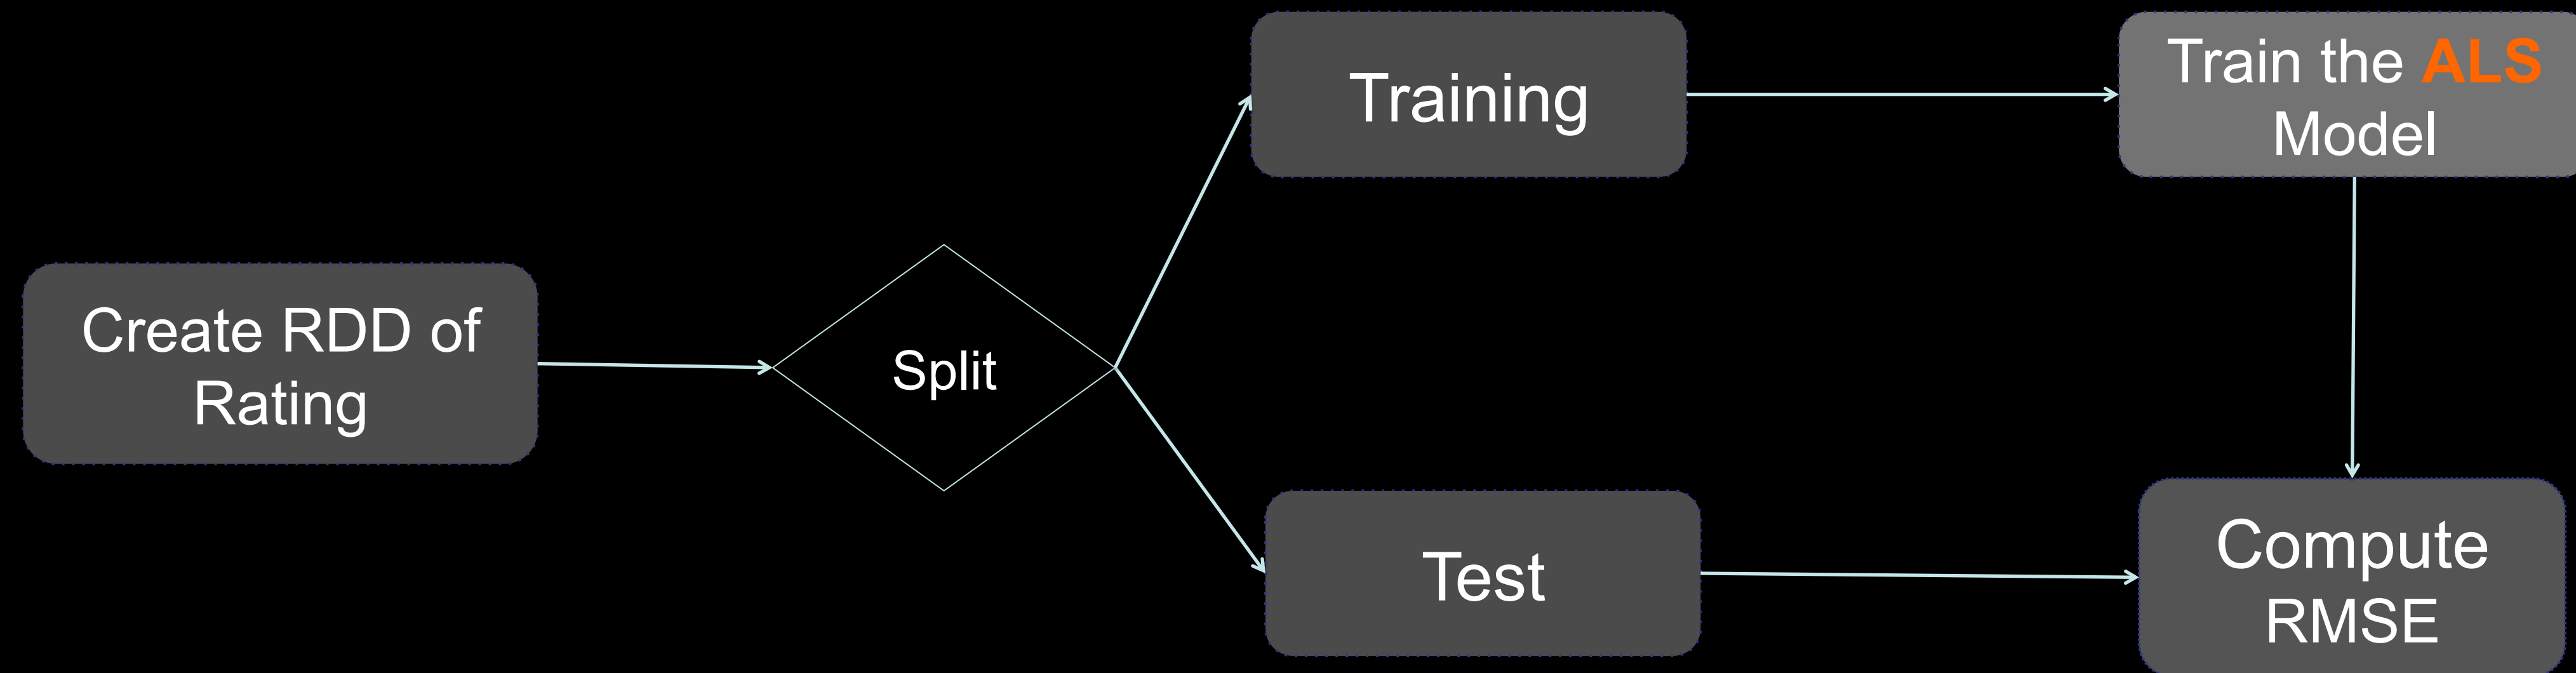 Create RDD of
Rating
Split
Training
Test
Train the ALS
Model
Compute
RMSE